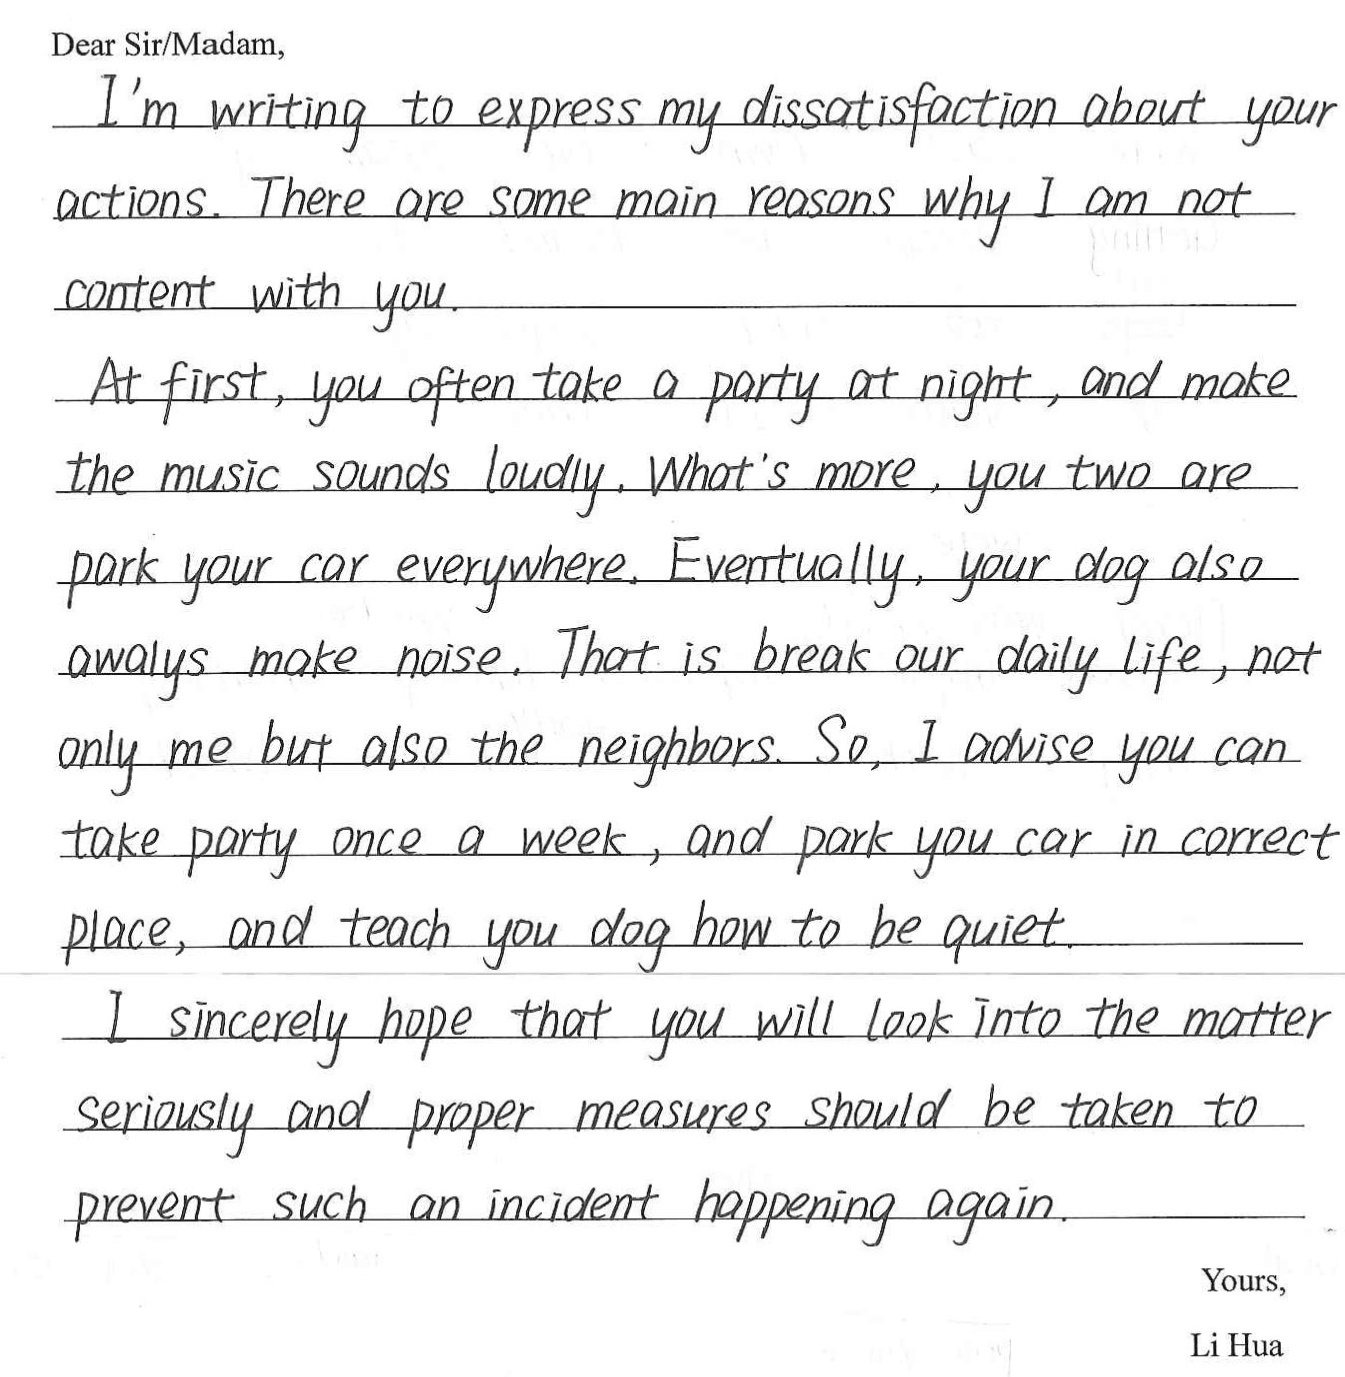 Dear Sir/Madam,
I'm writing to express my dissatisfaction about your
actions. There are some main reasons why I am not
content with you.
At first, you often take a party at night, and make
the music sounds loudly. What's more, you two are
park your car everywhere. Eventually, your dog also
awalys make noise. That is break our daily life, not
only me but also the neighbors. So, I advise you can
take party once a week, and park you car in correct
place, and teach you dog how to be quiet.
I sincerely hope that you will look into the matter
seriously and proper measures should be taken to
prevent such an incident happening again.
Yours,
Li Hua